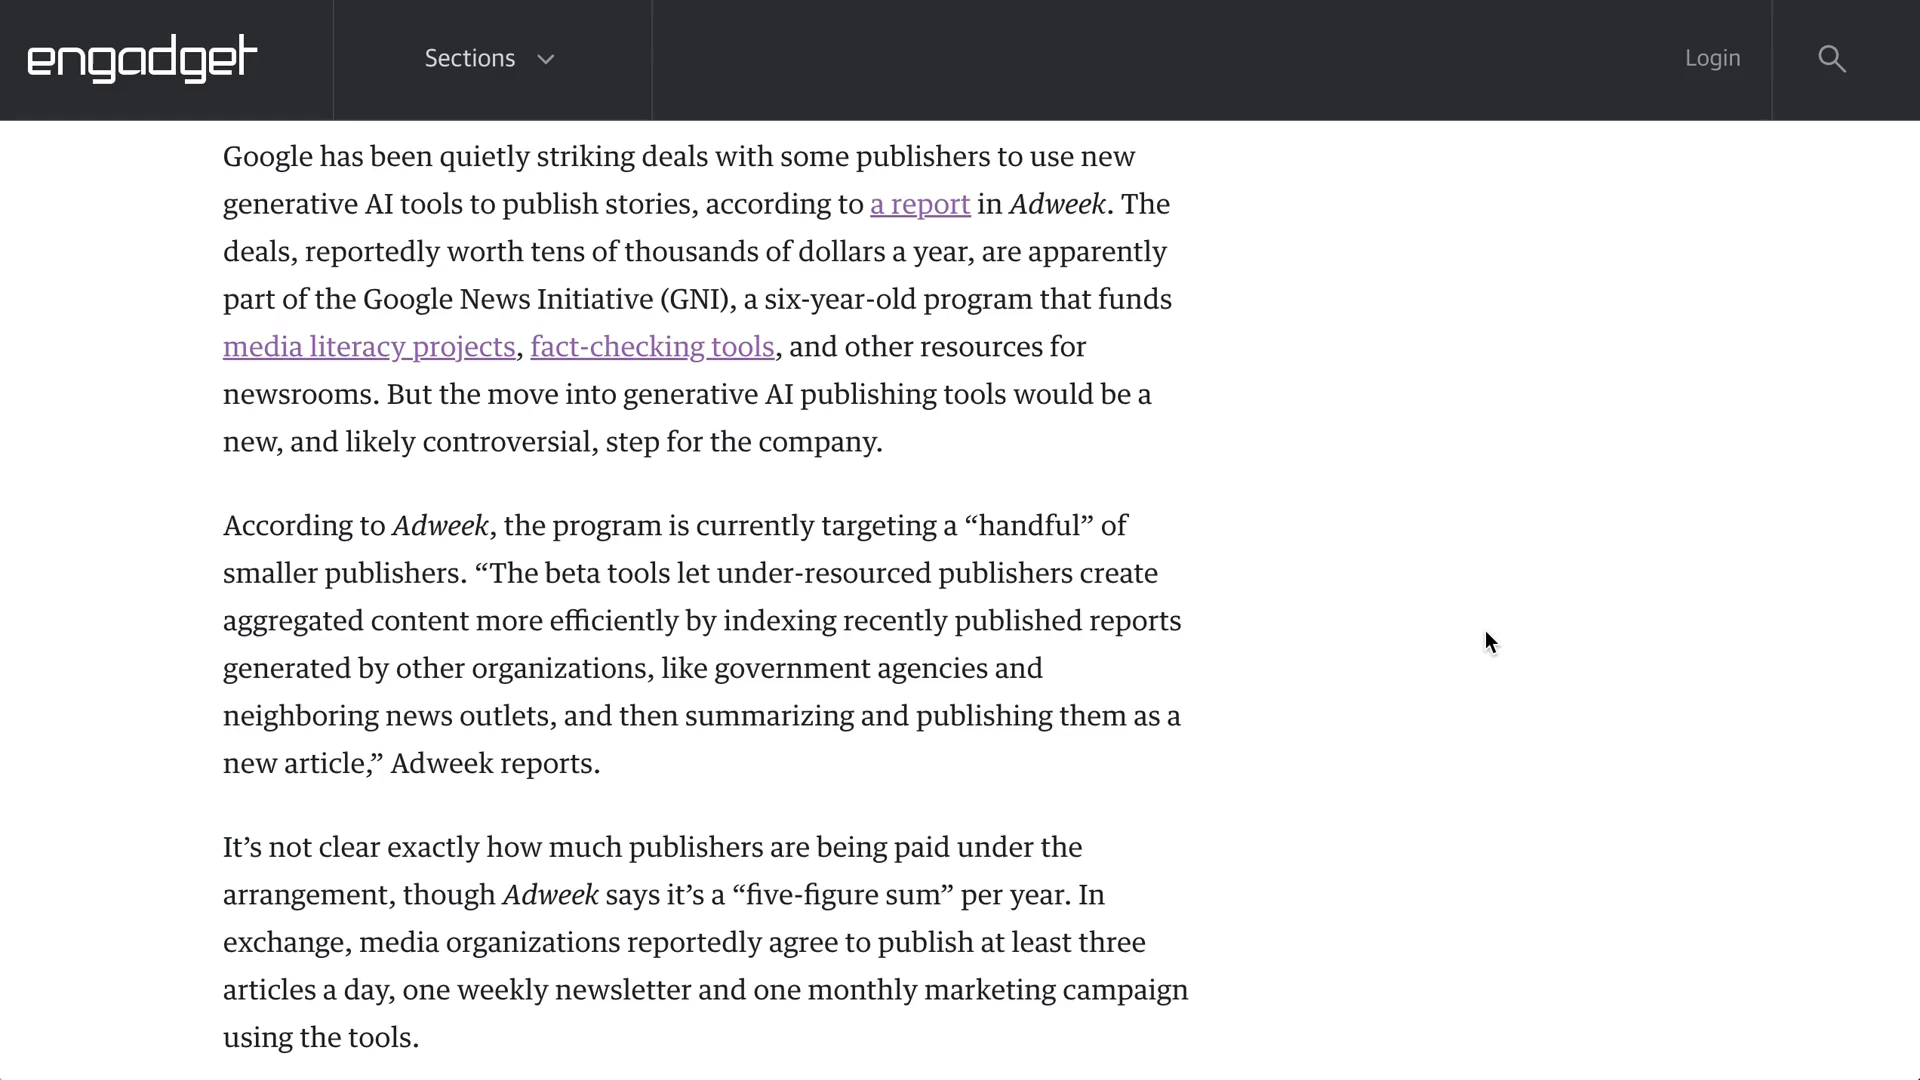 engadget
Sections
Login
Google has been quietly striking deals with some publishers to use new
generative AI tools to publish stories, according to a report in Adweek. The
deals, reportedly worth tens of thousands of dollars a year, are apparently
part of the Google News Initiative (GNI), a six-year-old program that funds
media literacy projects, fact-checking tools, and other resources for
newsrooms. But the move into generative AI publishing tools would be a
new, and likely controversial, step for the company.
According to Adweek, the program is currently targeting a “handful” of
smaller publishers. “The beta tools let under-resourced publishers create
aggregated content more efficiently by indexing recently published reports
generated by other organizations, like government agencies and
neighboring news outlets, and then summarizing and publishing them as a
new article,” Adweek reports.
It’s not clear exactly how much publishers are being paid under the
arrangement, though Adweek says it’s a “five-figure sum” per year. In
exchange, media organizations reportedly agree to publish at least three
articles a day, one weekly newsletter and one monthly marketing campaign
using the tools.